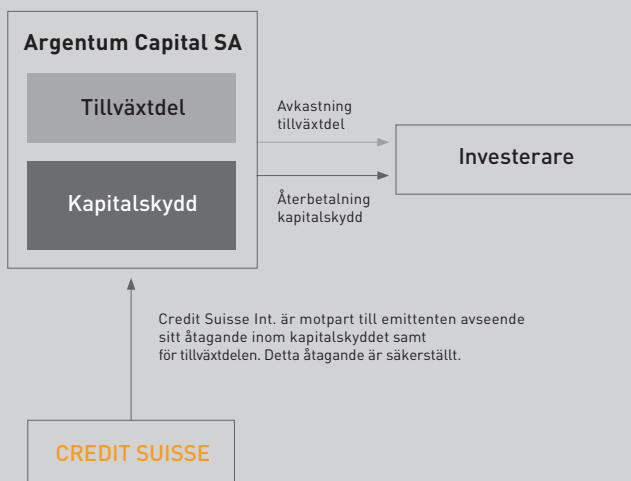 Argentum Capital SA
Tillväxtdel
Kapitalskydd
Avkastning
tillväxtdel
Återbetalning
kapitalskydd
Investerare
Credit Suisse Int. är motpart till emittenten avseende
sitt åtagande inom kapitalskyddet samt
för tillväxtdelen. Detta åtagande är säkerställt.
CREDIT SUISSE